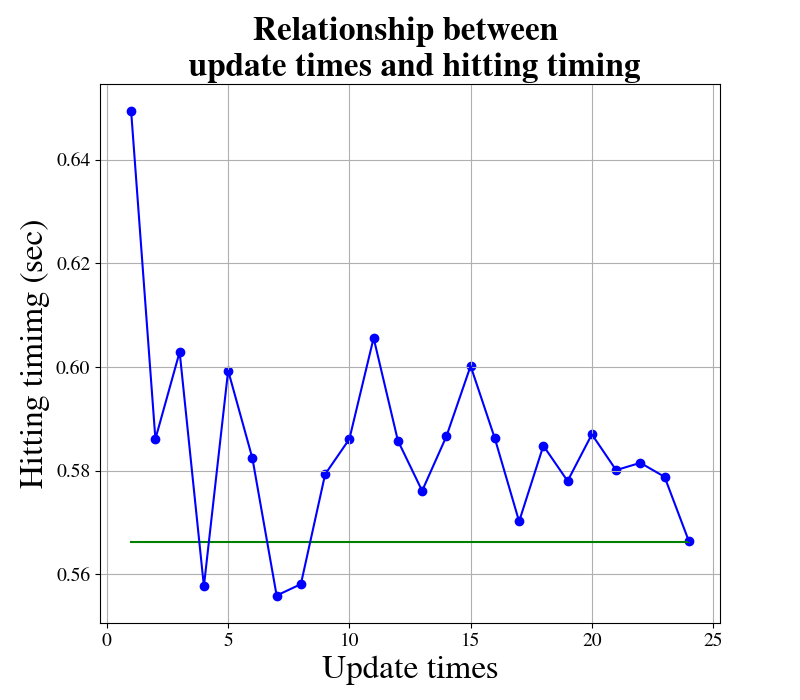 Relationship between
update times and hitting timing
Hitting timimg (sec)
0.64
0.62
0.60
0.58
0.56
0
5
10
15
20
25
Update times